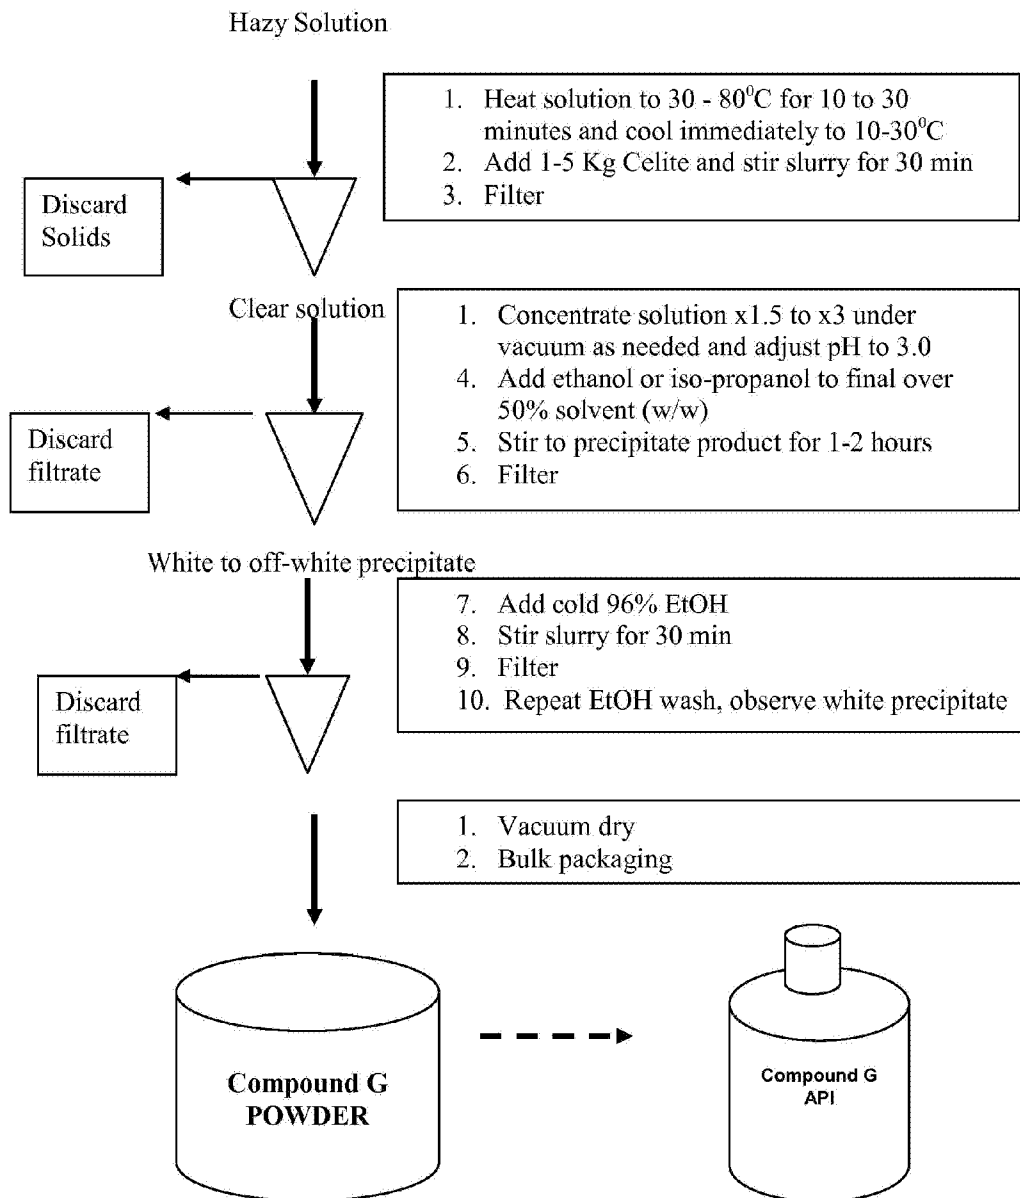 Hazy Solution
1. Heat solution to 30 - 80⁰C for 10 to 30
minutes and cool immediately to 10-30⁰C
2. Add 1-5 Kg Celite and stir slurry for 30 min
3. Filter
Discard
Solids
Clear solution
1. Concentrate solution x1.5 to x3 under
vacuum as needed and adjust pH to 3.0
4. Add ethanol or iso-propanol to final over
50% solvent (w/w)
5. Stir to precipitate product for 1-2 hours
6. Filter
Discard
filtrate
White to off-white precipitate
7. Add cold 96% EtOH
8. Stir slurry for 30 min
9. Filter
10. Repeat EtOH wash, observe white precipitate
Discard
filtrate
1. Vacuum dry
2. Bulk packaging
Compound G
POWDER
Compound G
API